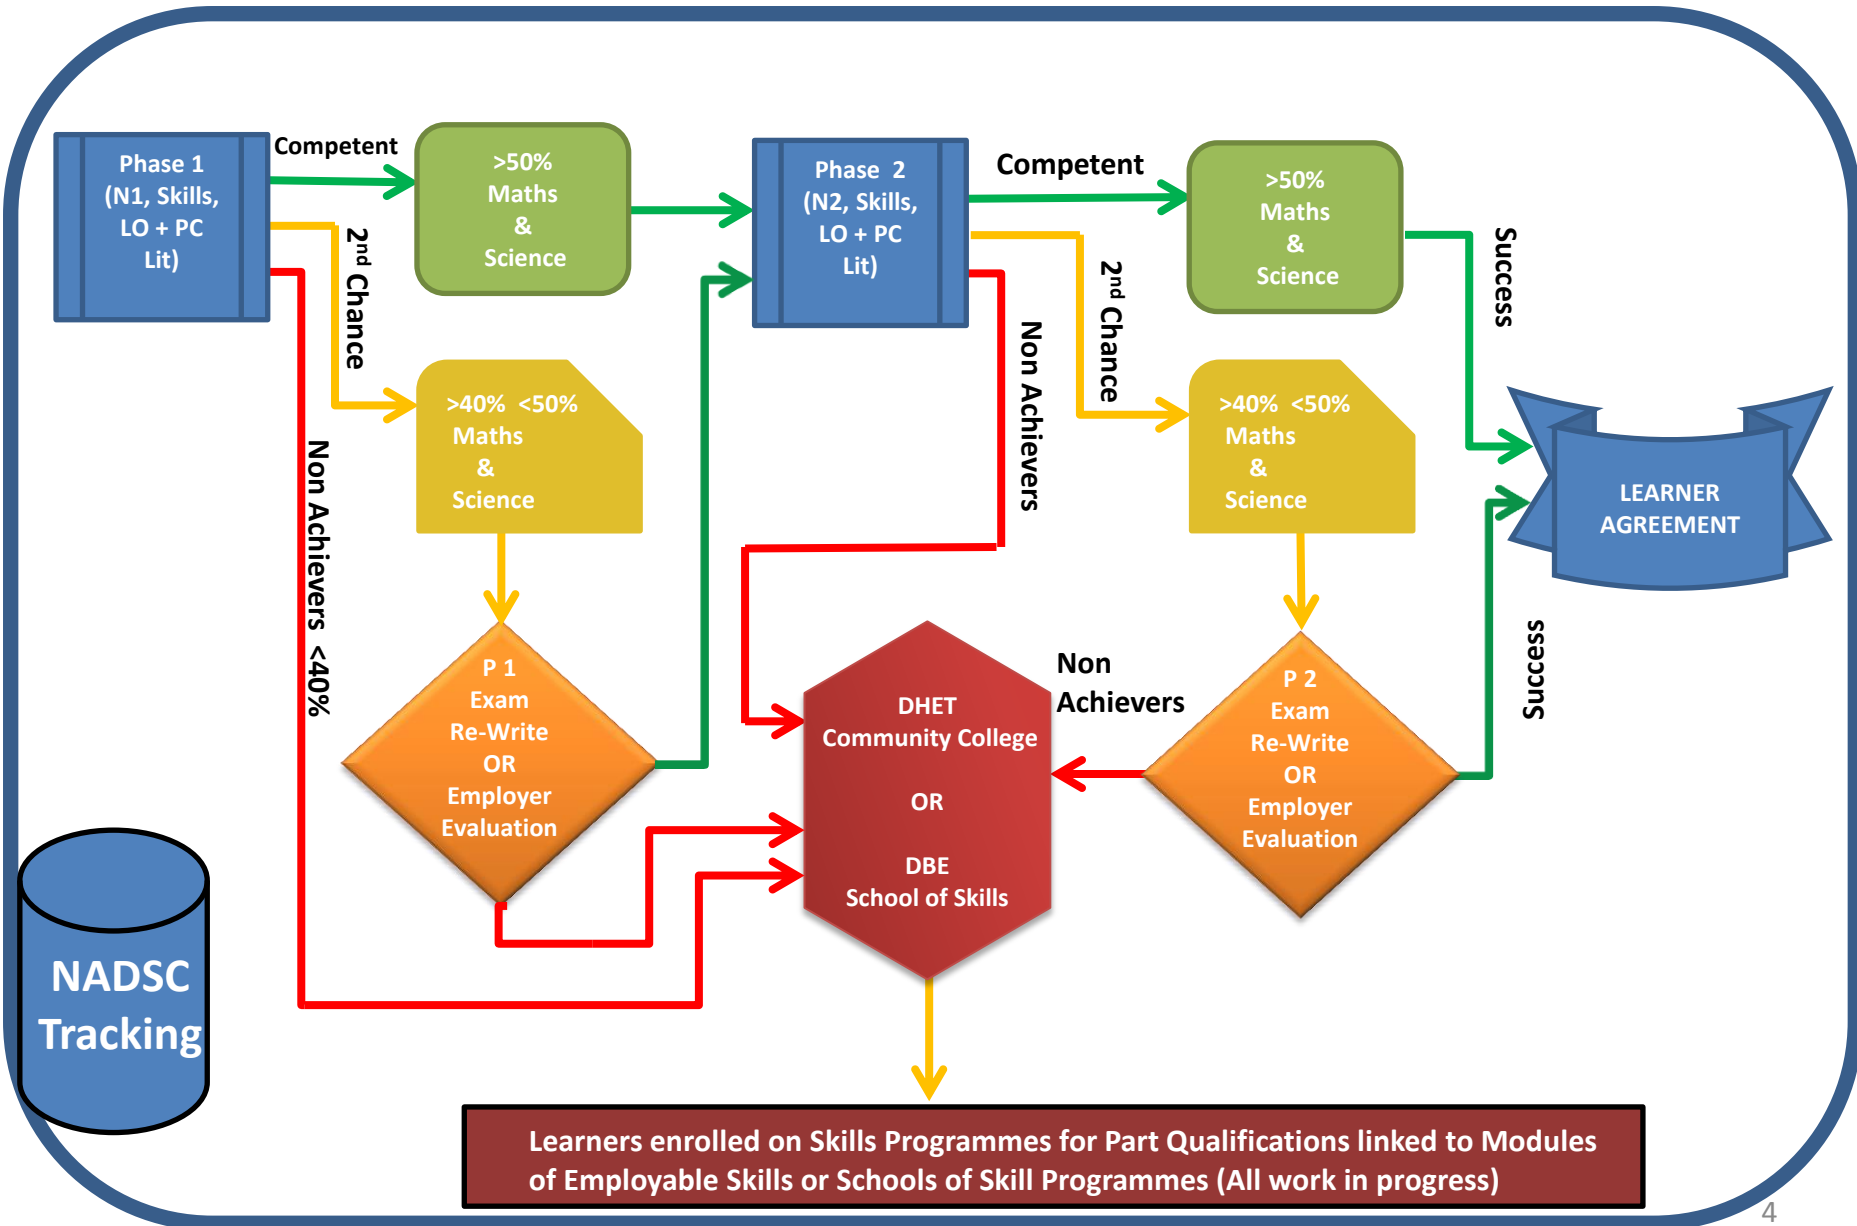 Phase 1
(N1, Skills,
LO + PC
Lit)
Competent
>50%
Maths
&
Science
Phase 2
(N2, Skills,
LO + PC
Lit)
Competent
>50%
Maths
&
Science
Success
2nd Chance
>40% <50%
Maths
&
Science
Non Achievers <40%
Non Achievers
2nd Chance
>40% <50%
Maths
&
Science
LEARNER
AGREEMENT
P 1
Exam
Re-Write
OR
Employer
Evaluation
DHET
Community College
OR
DBE
School of Skills
Non
Achievers
P 2
Exam
Re-Write
OR
Employer
Evaluation
Success
NADSC
Tracking
Learners enrolled on Skills Programmes for Part Qualifications linked to Modules
of Employable Skills or Schools of Skill Programmes (All work in progress)
4